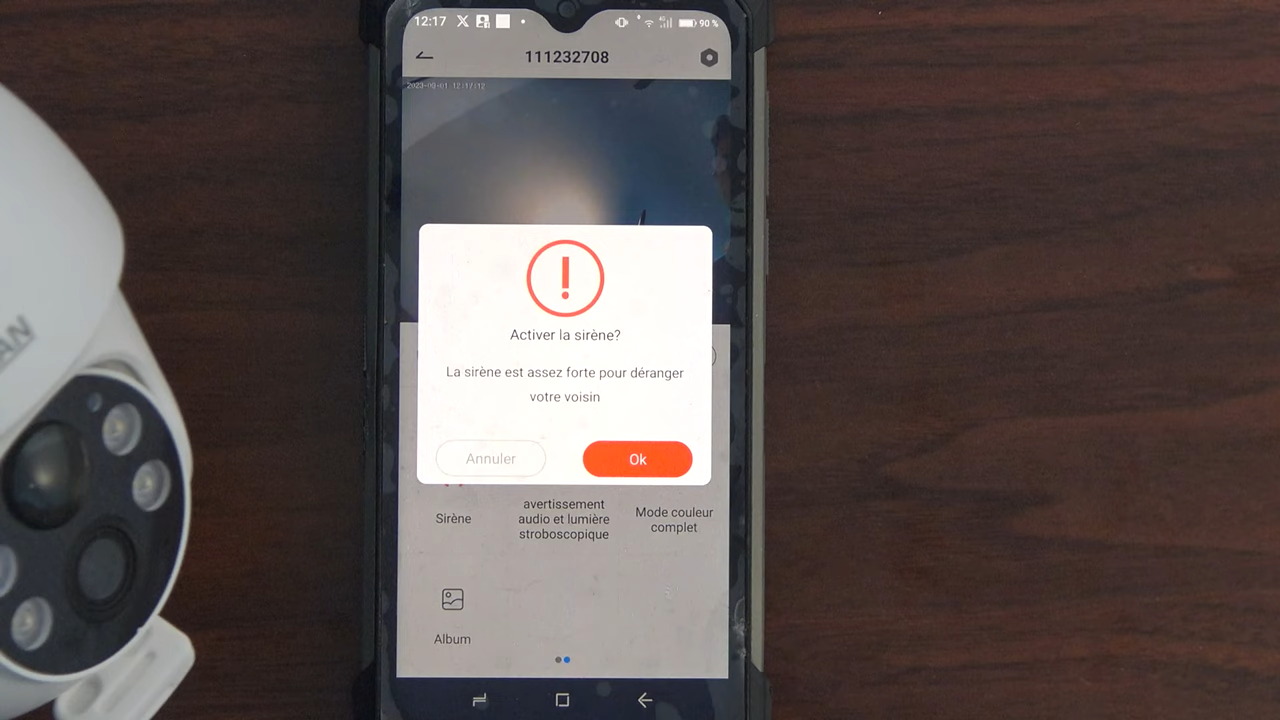 12:17
90 %
111232708
AN
Activer la sirène?
La sirène est assez forte pour déranger
votre voisin
Annuler
Ok
Sirène
avertissement
audio et lumière
stroboscopique
Mode couleur
complet
Album